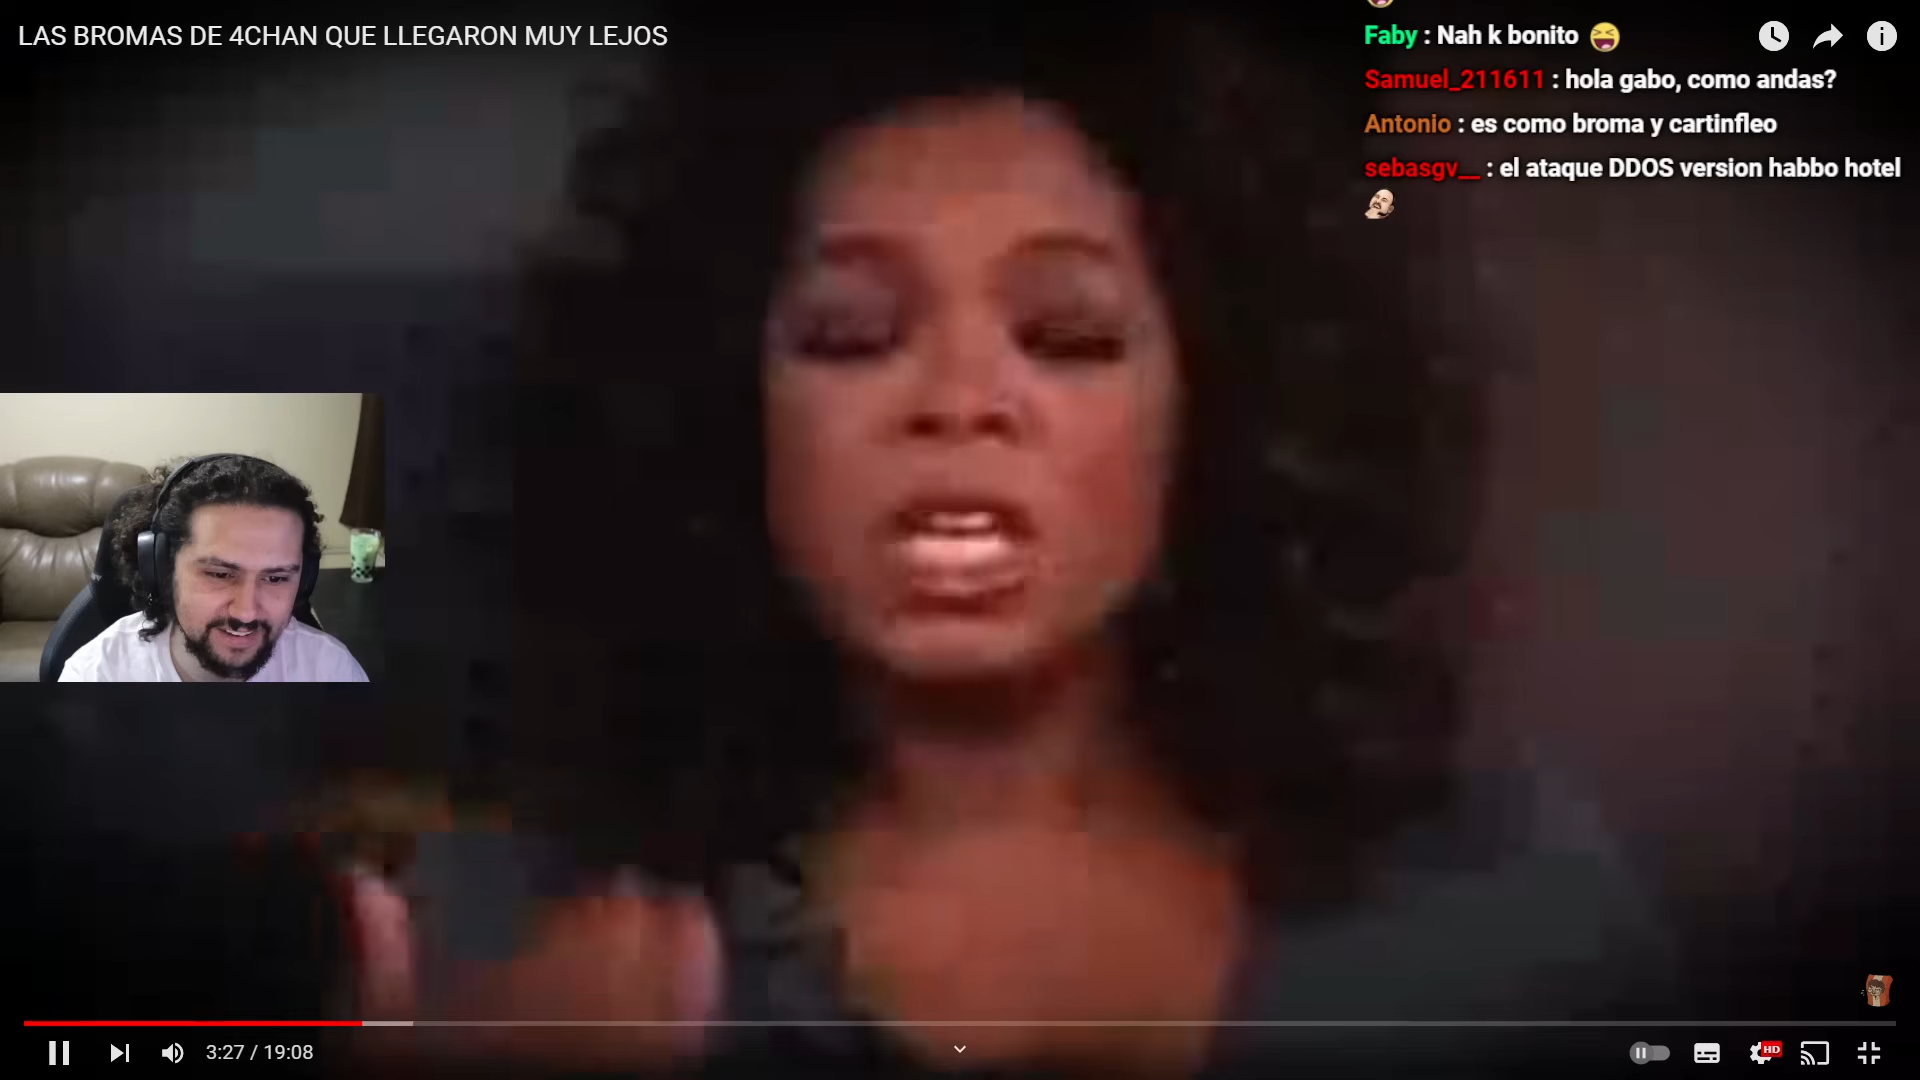 LAS BROMAS DE 4CHAN QUE LLEGARON MUY LEJOS
Faby : Nah k bonito 😆
Samuel_211611 : hola gabo, como andas?
Antonio : es como broma y cartinfleo
sebasgv__ : el ataque DDOS version habbo hotel
3:27 / 19:08
HD